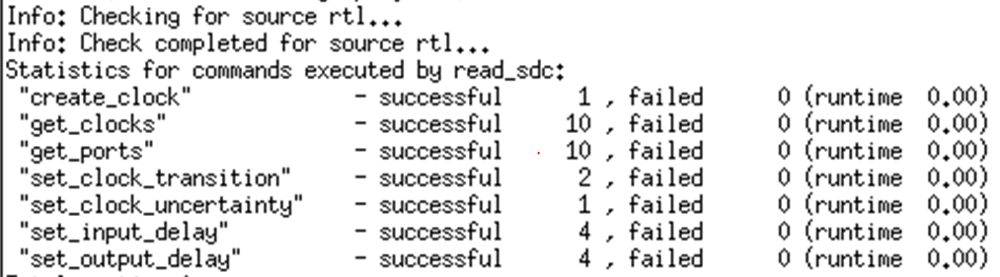 Info: Checking for source rtl...
Info: Check completed for source rtl...
Statistics for commands executed by read_sdc:
"create_clock" - successful 1 , failed 0 (runtime 0.00)
"get_clocks" - successful 10 , failed 0 (runtime 0.00)
"get_ports" - successful 10 , failed 0 (runtime 0.00)
"set_clock_transition" - successful 2 , failed 0 (runtime 0.00)
"set_clock_uncertainty" - successful 1 , failed 0 (runtime 0.00)
"set_input_delay" - successful 4 , failed 0 (runtime 0.00)
"set_output_delay" - successful 4 , failed 0 (runtime 0.00)